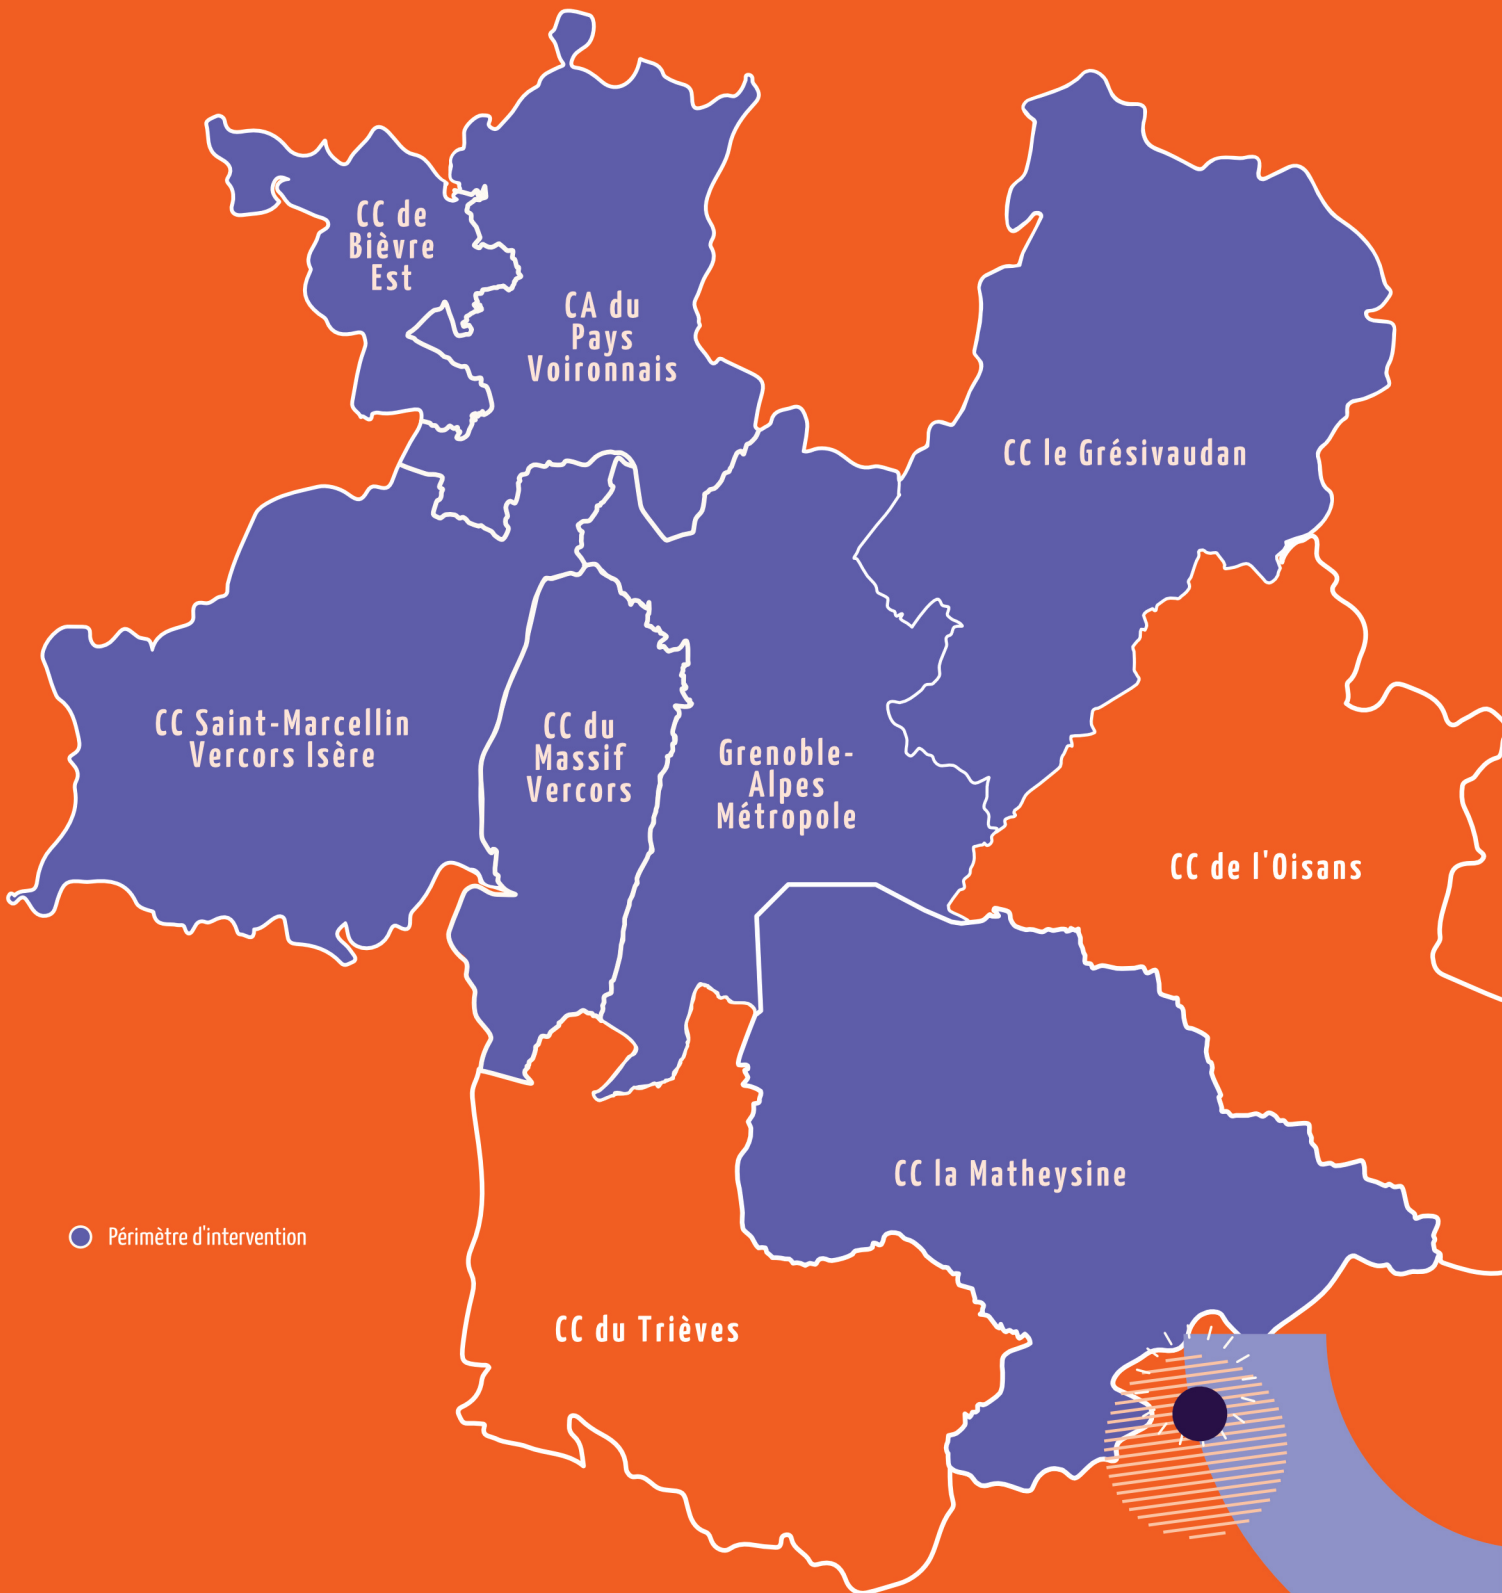 CC de
Bièvre
Est
CA du
Pays
Voironnais
CC le Grésivaudan
CC Saint-Marcellin
Vercors Isère
CC du
Massif
Vercors
Grenoble-
Alpes
Métropole
CC de l'Oisans
CC la Matheysine
Périmètre d'intervention
CC du Trièves